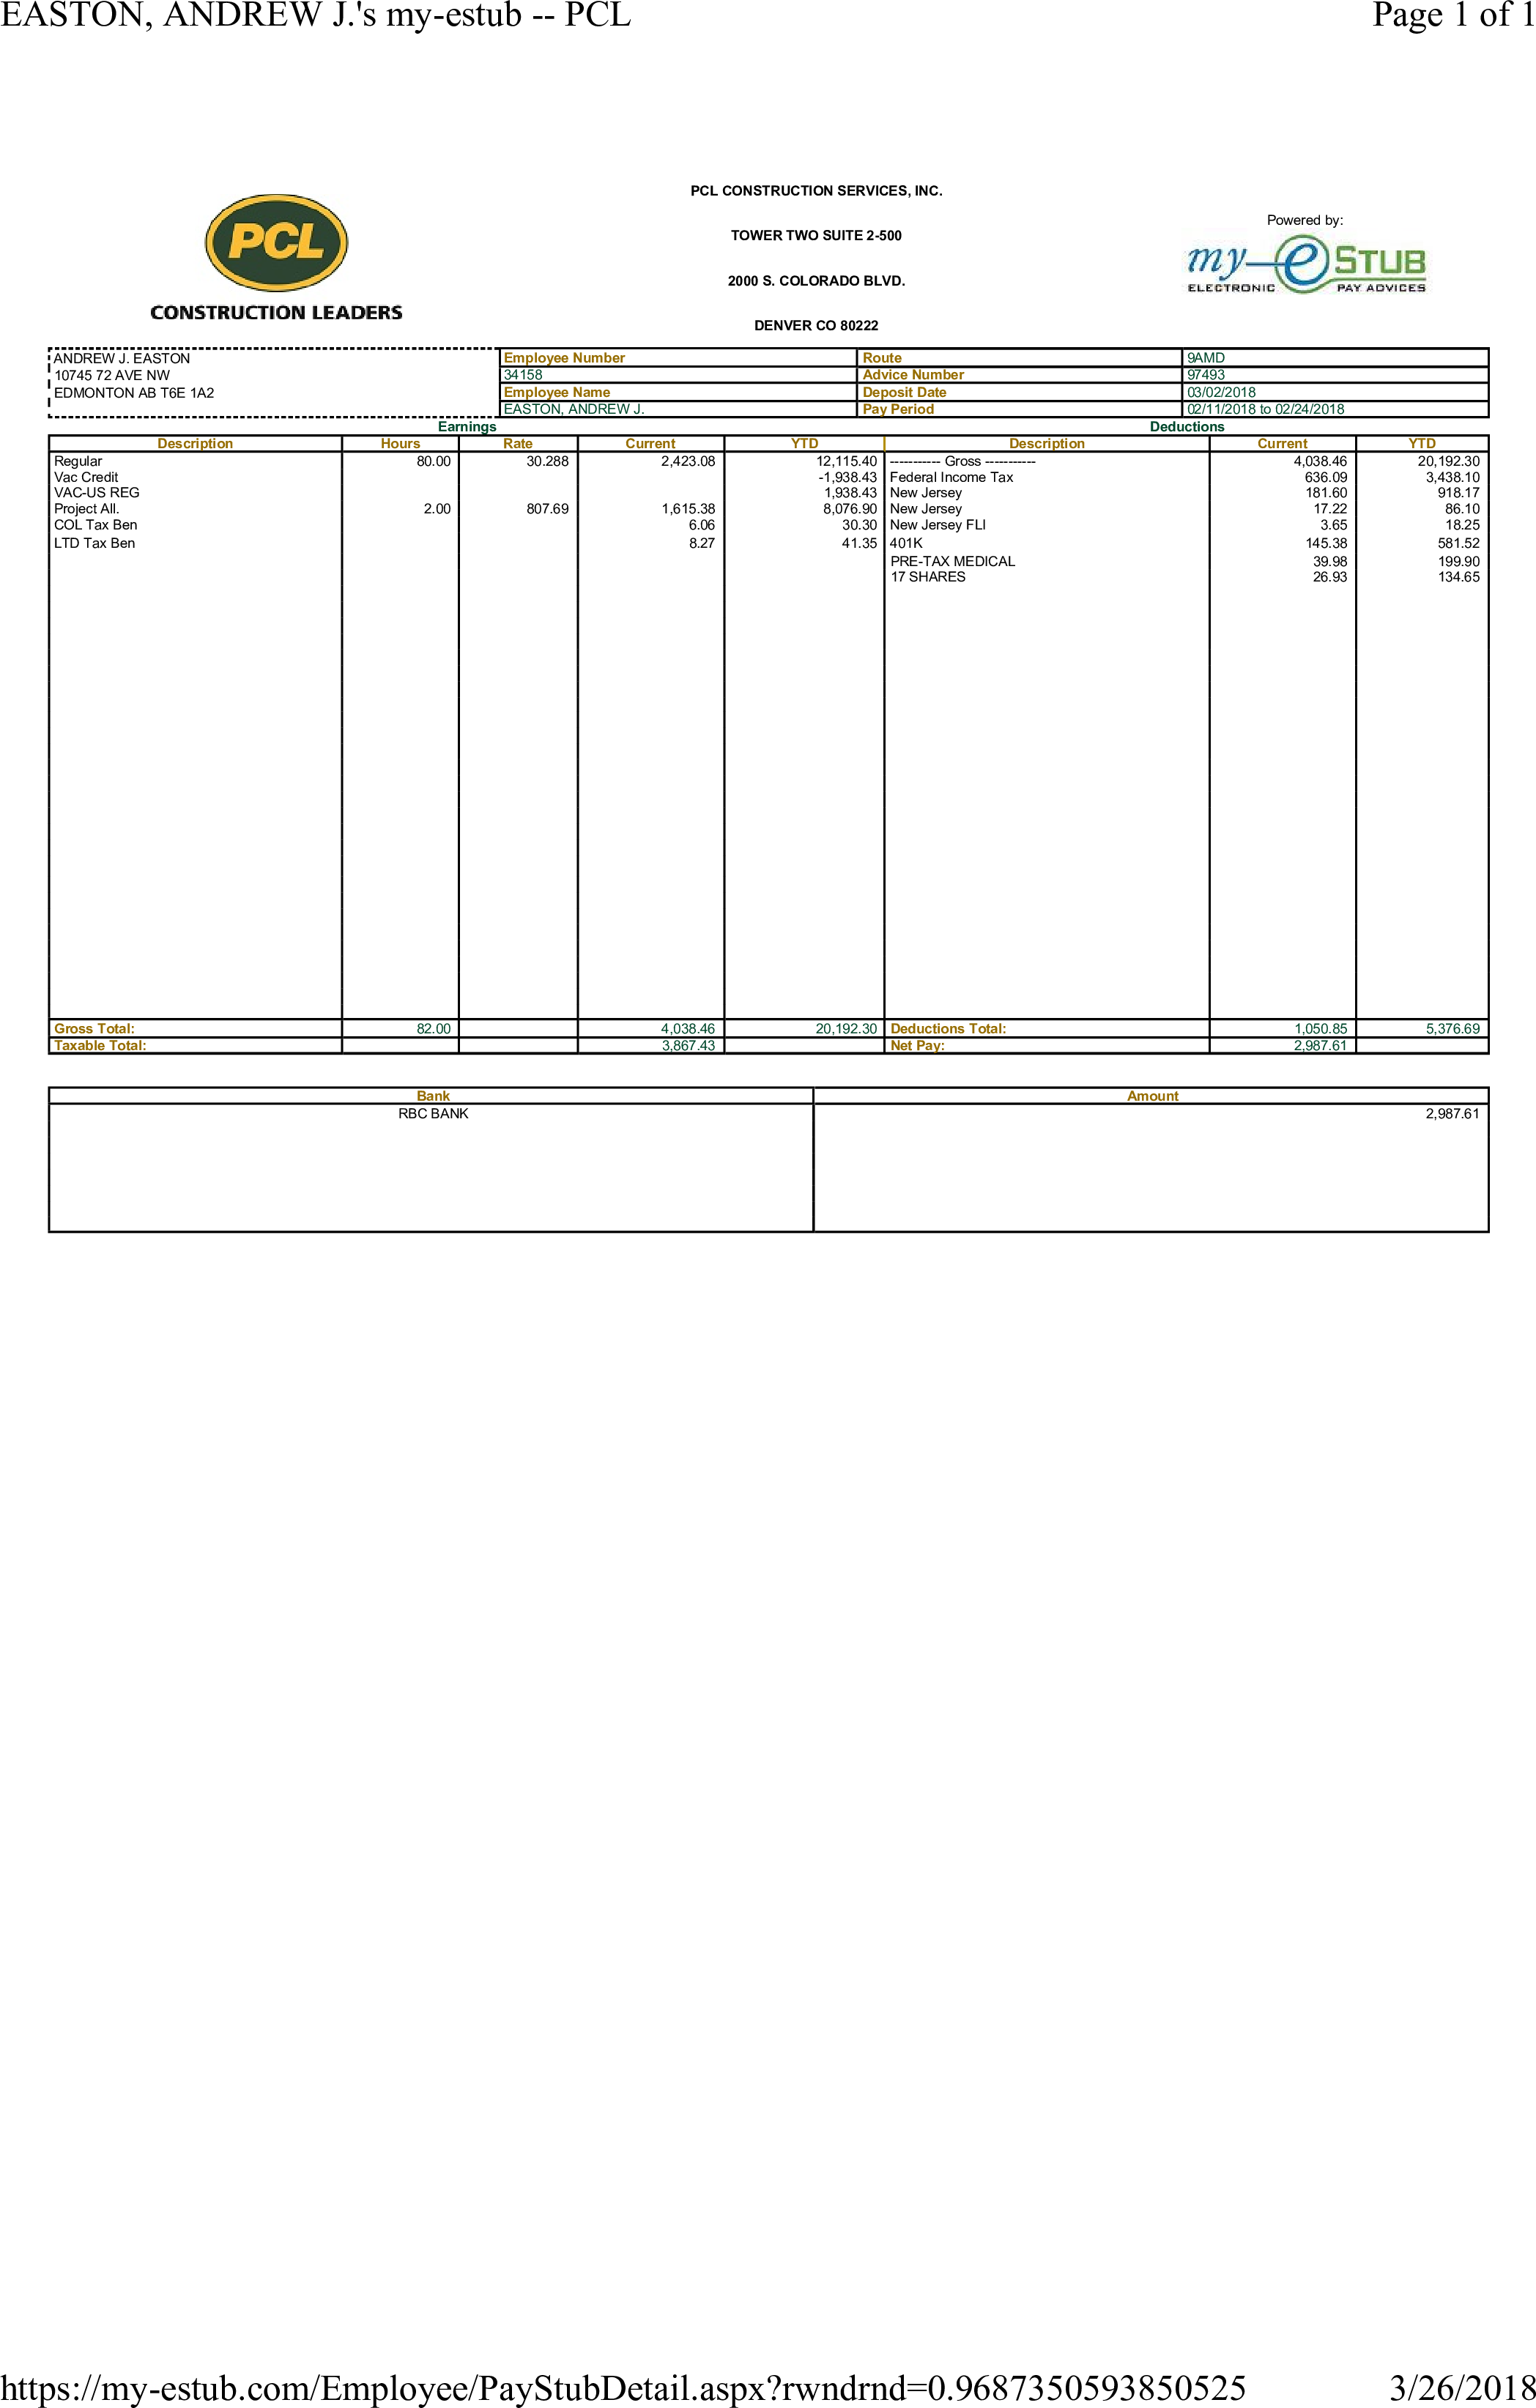 EASTON, ANDREW J.'s my-estub -- PCL Page 1 of 1
PCL CONSTRUCTION SERVICES, INC.
Powered by:
PCL
TOWER TWO SUITE 2-500
my-eSTUB
2000 S. COLORADO BLVD.
ELECTRONIC PAY ADVICES
CONSTRUCTION LEADERS
DENVER CO 80222
ANDREW J. EASTON Employee Number Route 9AMD
10745 72 AVE NW 34158 Advice Number 97493
EDMONTON AB T6E 1A2 Employee Name Deposit Date 03/02/2018
EASTON, ANDREW J. Pay Period 02/11/2018 to 02/24/2018
Earnings Deductions
Description Hours Rate Current YTD Description Current YTD
Regular 80.00 30.288 2,423.08 12,115.40 ----------- Gross ----------- 4,038.46 20,192.30
Vac Credit -1,938.43 Federal Income Tax 636.09 3,438.10
VAC-US REG 1,938.43 New Jersey 181.60 918.17
Project All. 2.00 807.69 1,615.38 8,076.90 New Jersey 17.22 86.10
COL Tax Ben 6.06 30.30 New Jersey FLI 3.65 18.25
LTD Tax Ben 8.27 41.35 401K 145.38 581.52
PRE-TAX MEDICAL 39.98 199.90
17 SHARES 26.93 134.65
Gross Total: 82.00 4,038.46 20,192.30 Deductions Total: 1,050.85 5,376.69
Taxable Total: 3,867.43 Net Pay: 2,987.61
Bank Amount
RBC BANK 2,987.61
https://my-estub.com/Employee/PayStubDetail.aspx?rwndrnd=0.9687350593850525 3/26/2018